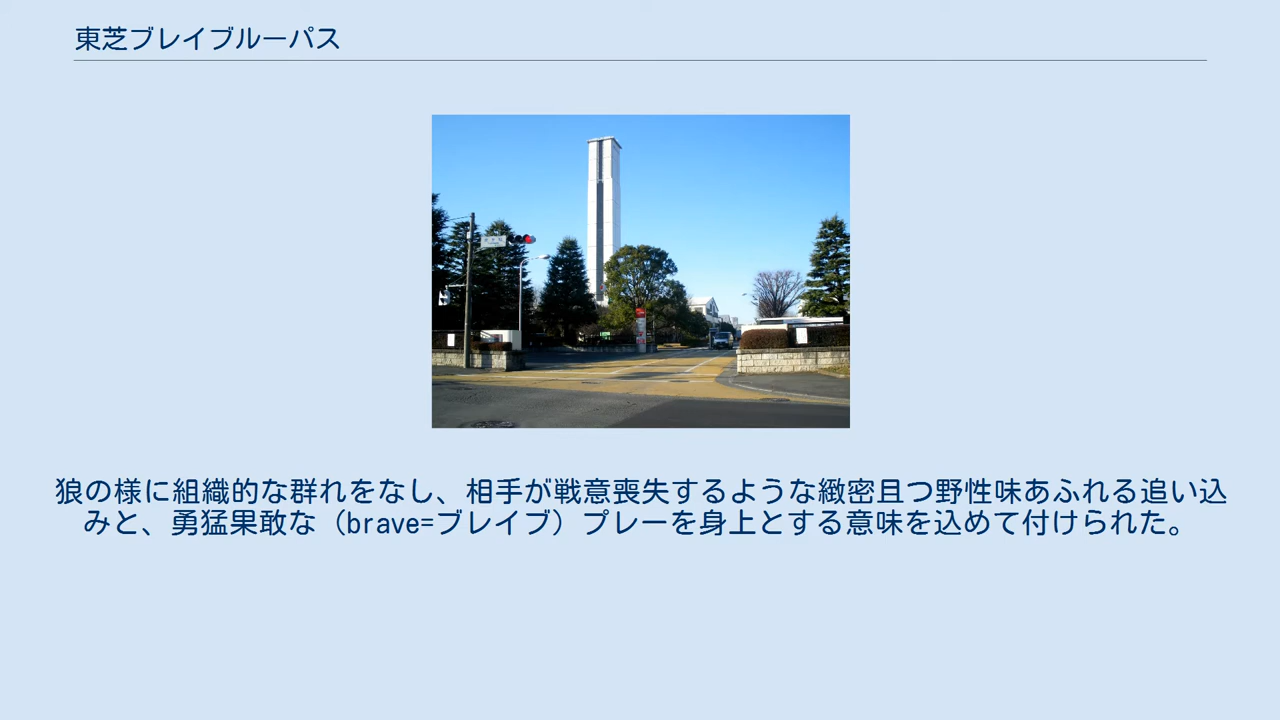 東芝ブレイブルーパス
狼の様に組織的な群れをなし、相手が戦意喪失するような緻密且つ野性味あふれる追い込
みと、勇猛果敢な（brave=ブレイブ）プレーを身上とする意味を込めて付けられた。